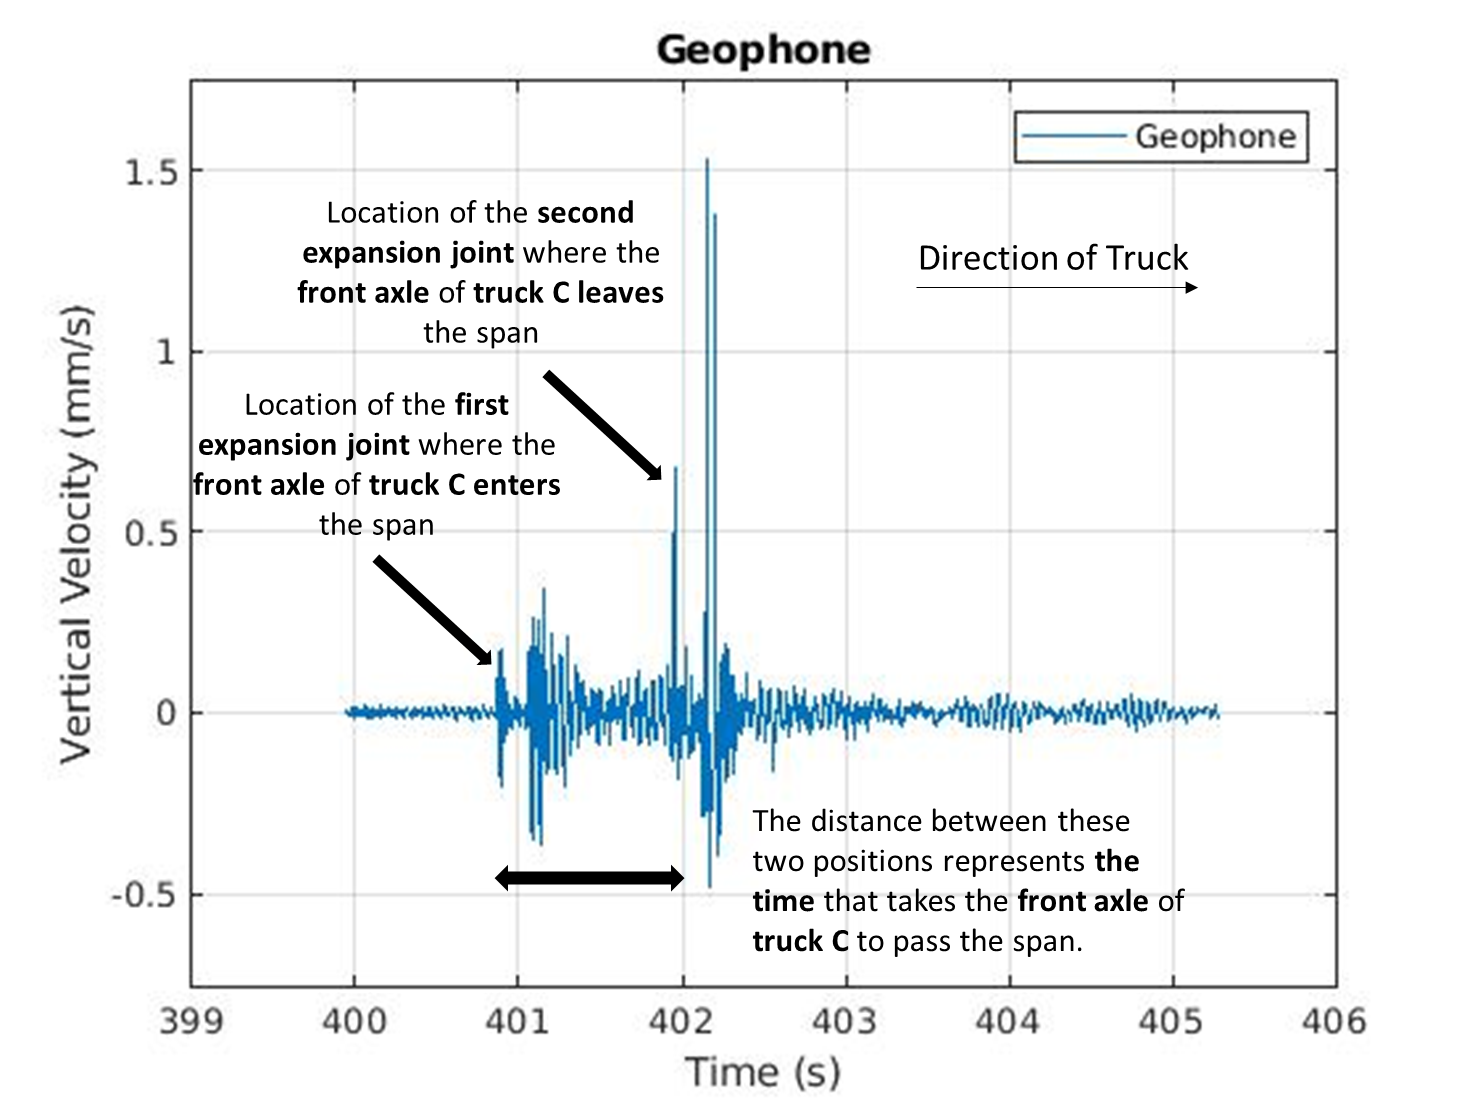 Geophone
Geophone
Location of the second
expansion joint where the
front axle of truck C leaves
the span
Direction of Truck
Location of the first
expansion joint where the
front axle of truck C enters
the span
The distance between these
two positions represents the
time that takes the front axle of
truck C to pass the span.
Vertical Velocity (mm/s)
1.5
1
0.5
0
-0.5
399 400 401 402 403 404 405 406
Time (s)